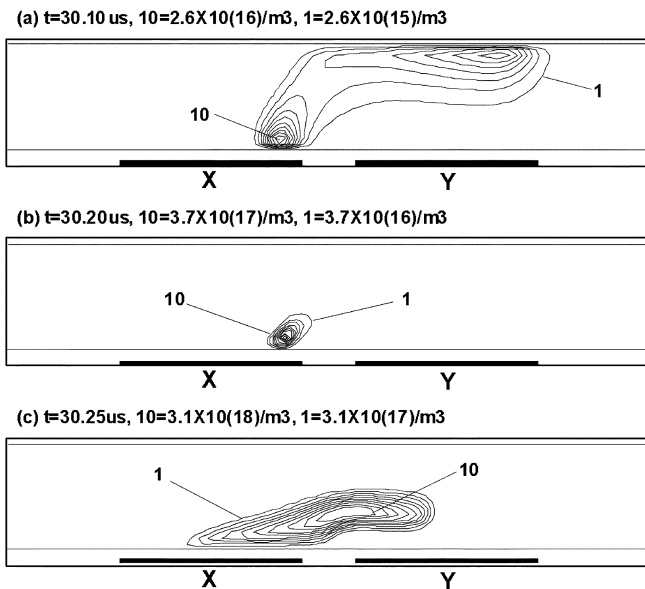 (a) t=30.10 us, 10=2.6X10(16)/m3, 1=2.6X10(15)/m3
1
10
X Y
(b) t=30.20 us, 10=3.7X10(17)/m3, 1=3.7X10(16)/m3
10 1
X Y
(c) t=30.25us, 10=3.1X10(18)/m3, 1=3.1X10(17)/m3
1 10
X Y